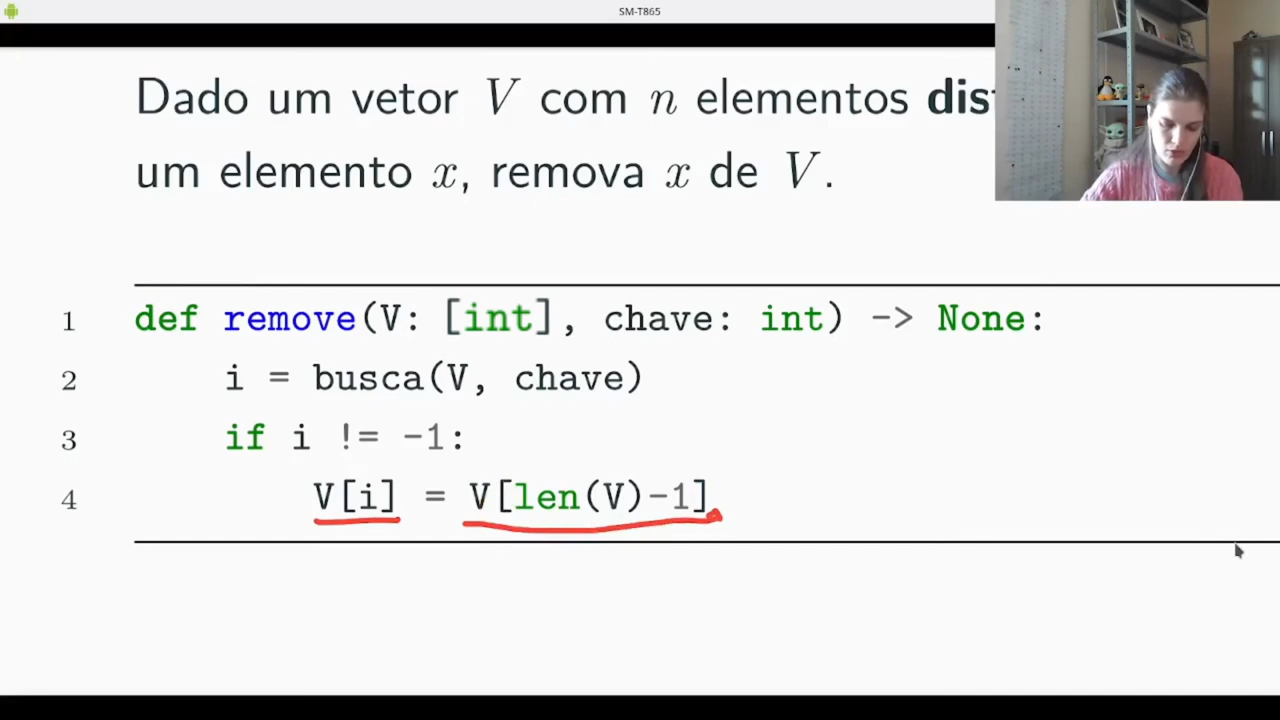 SM-T865
Dado um vetor V com n elementos
um elemento x, remova x de V.
1 def remove(V: [int], chave: int) -> None:
2 i = busca(V, chave)
3 if i != -1:
4 V[i] = V[len(V)-1]